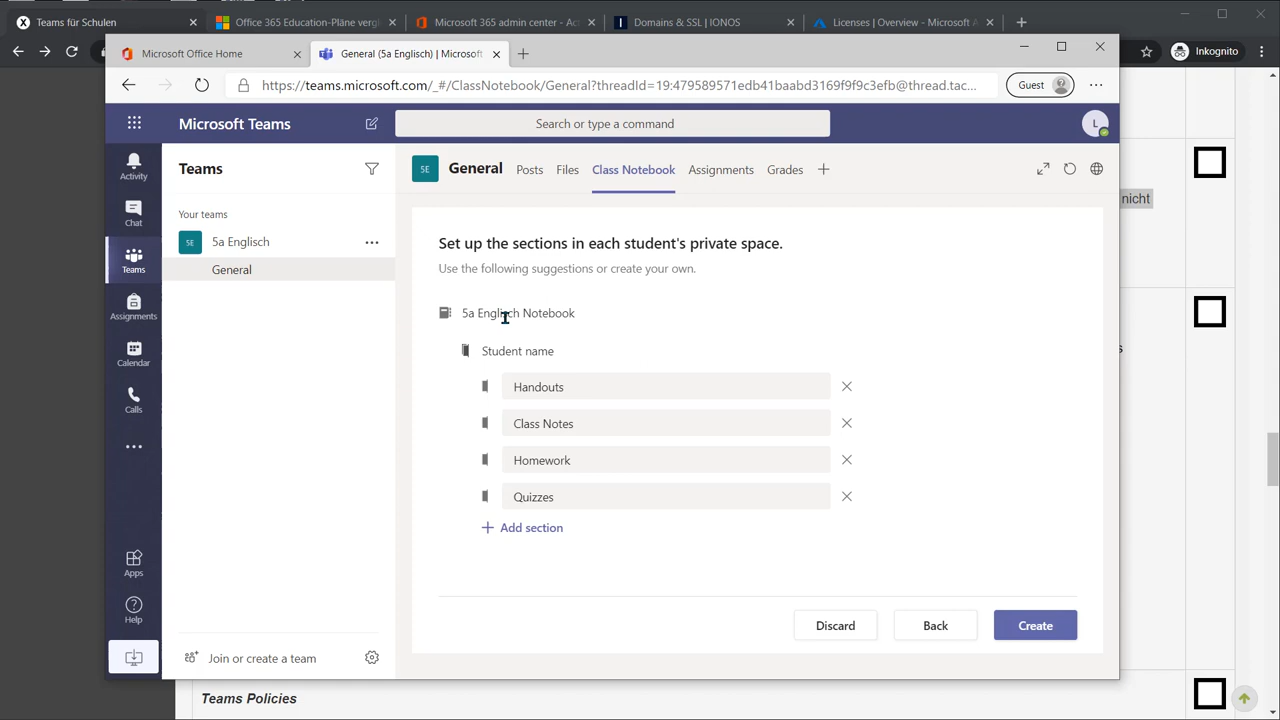 Teams für Schulen
Office 365 Education-Pläne vergl
Microsoft 365 admin center - Ac
Domains & SSL | IONOS
Licenses | Overview - Microsoft A
Inkognito
Microsoft Office Home
General (5a Englisch) | Microsoft
https://teams.microsoft.com/_#/ClassNotebook/General?threadId=19:479589571edb41baabd3169f9f9c3efb@thread.tac...
Guest
Microsoft Teams
Search or type a command
L
Activity
Chat
Teams
Assignments
Calendar
Calls
Apps
Help
Teams
Your teams
SE
5a Englisch
General
Join or create a team
SE
General
Posts
Files
Class Notebook
Assignments
Grades
Set up the sections in each student's private space.
Use the following suggestions or create your own.
5a Englisch Notebook
Student name
Handouts
Class Notes
Homework
Quizzes
Add section
Discard
Back
Create
nicht
s
Teams Policies